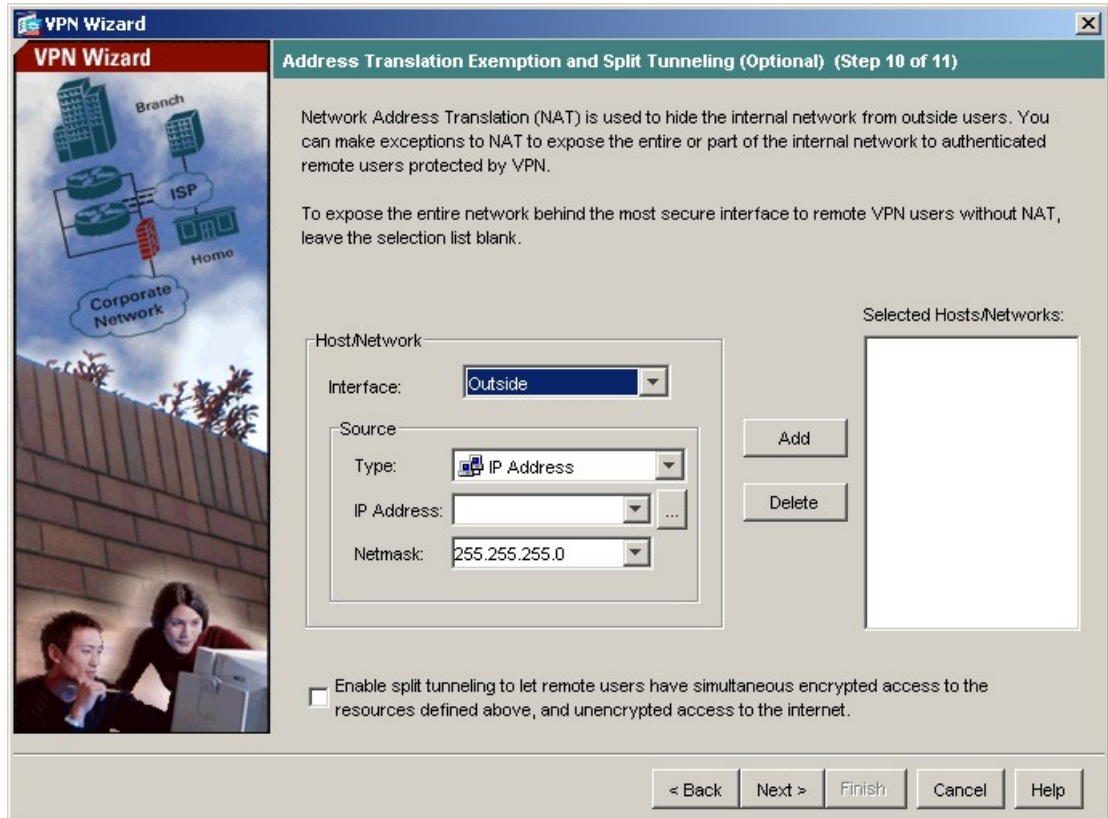 VPN Wizard
VPN Wizard
Branch
ISP
Home
Corporate
Network
Address Translation Exemption and Split Tunneling (Optional) (Step 10 of 11)
Network Address Translation (NAT) is used to hide the internal network from outside users. You
can make exceptions to NAT to expose the entire or part of the internal network to authenticated
remote users protected by VPN.
To expose the entire network behind the most secure interface to remote VPN users without NAT,
leave the selection list blank.
Selected Hosts/Networks:
Host/Network
Interface: Outside
Source
Type: IP Address
IP Address: ...
Netmask: 255.255.255.0
Add
Delete
Enable split tunneling to let remote users have simultaneous encrypted access to the
resources defined above, and unencrypted access to the internet.
< Back Next > Finish Cancel Help